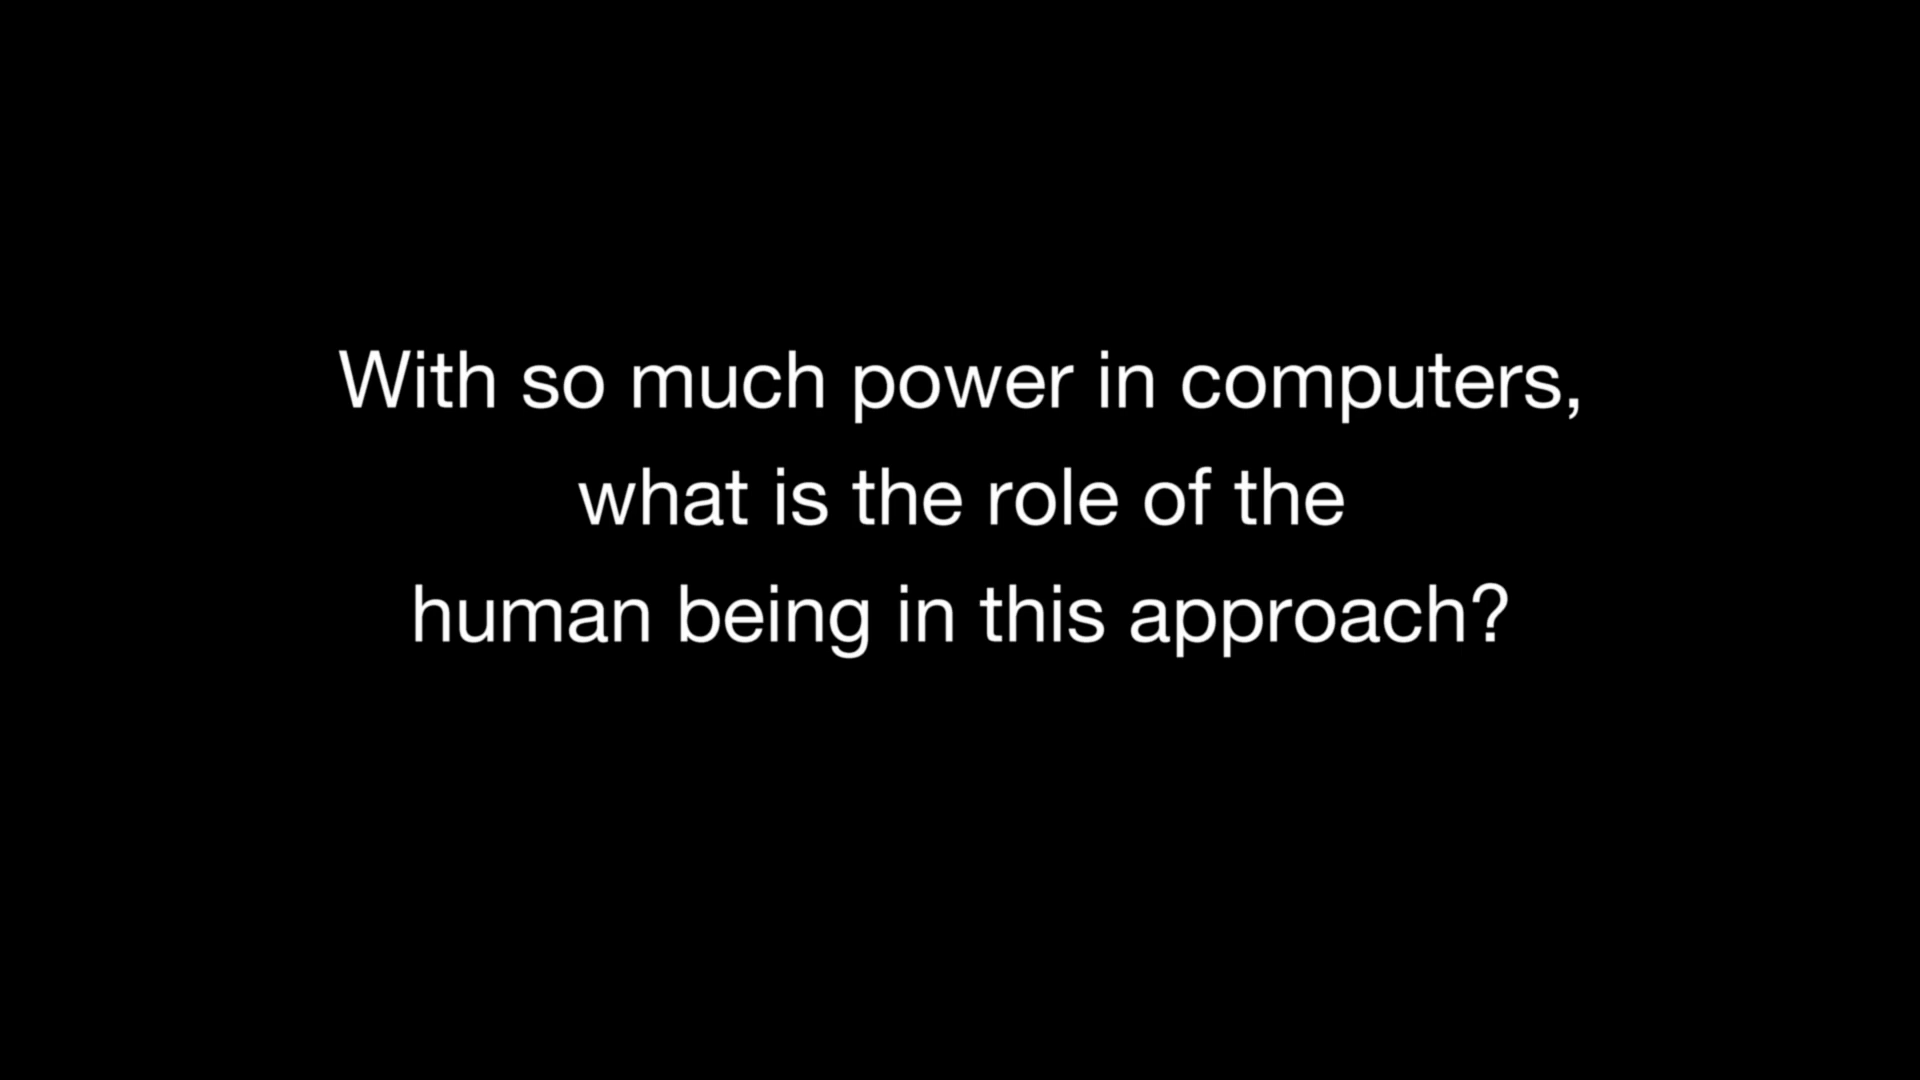 With so much power in computers,
what is the role of the
human being in this approach?